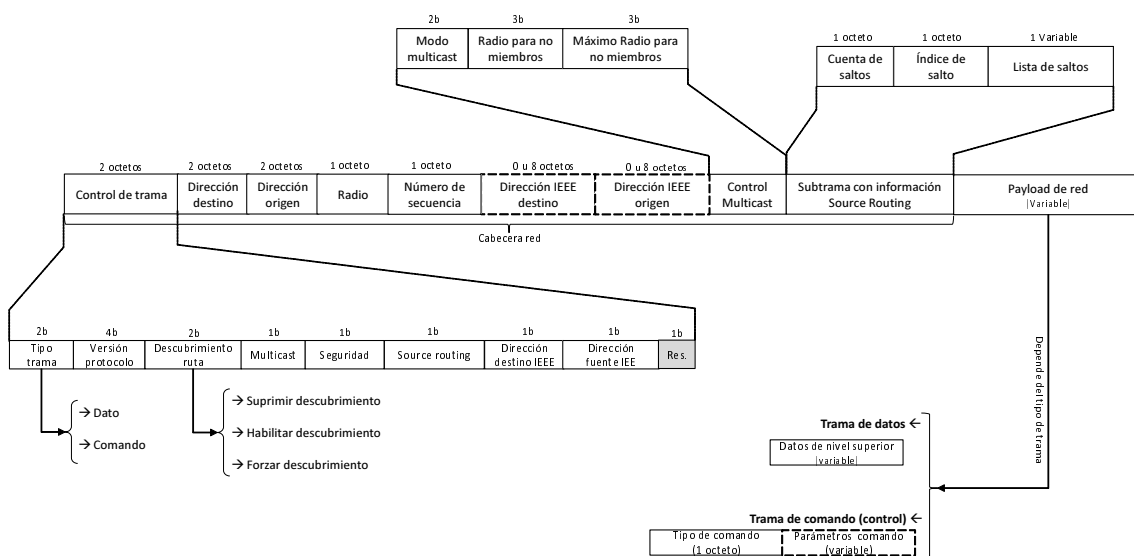 2b
3b
3b
Modo multicast
Radio para no miembros
Máximo Radio para no miembros
1 octeto
1 octeto
1 Variable
Cuenta de saltos
Índice de salto
Lista de saltos
2 octetos
2 octetos
2 octetos
1 octeto
1 octeto
0 u 8 octetos
0 u 8 octetos
Control de trama
Dirección destino
Dirección origen
Radio
Número de secuencia
Dirección IEEE destino
Dirección IEEE origen
Control Multicast
Subtrama con información Source Routing
Payload de red
|Variable|
Cabecera red
2b
4b
2b
1b
1b
1b
1b
1b
1b
Tipo trama
Versión protocolo
Descubrimiento ruta
Multicast
Seguridad
Source routing
Dirección destino IEEE
Dirección fuente IEE
Res.
→ Dato
→ Comando
→ Suprimir descubrimiento
→ Habilitar descubrimiento
→ Forzar descubrimiento
Depende del tipo de trama
Trama de datos ←
Datos de nivel superior
|variable|
Trama de comando (control) ←
Tipo de comando
(1 octeto)
Parámetros comando
(variable)